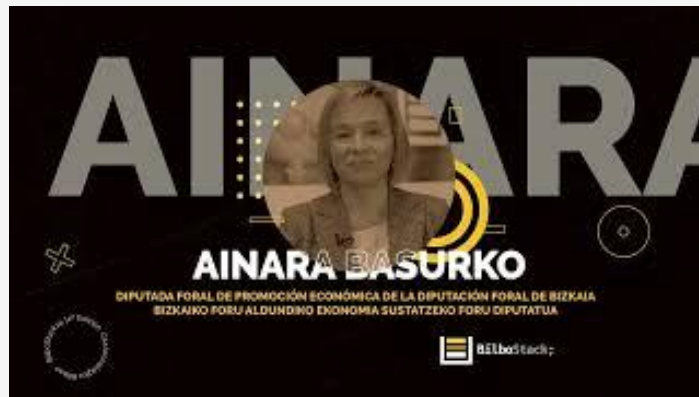 AINARA
AINARA BASURKO
DIPUTADA FORAL DE PROMOCIÓN ECONÓMICA DE LA DIPUTACIÓN FORAL DE BIZKAIA
BIZKAIKO FORU ALDUNDIKO EKONOMIA SUSTATZEKO FORU DIPUTATUA
BilboStack;